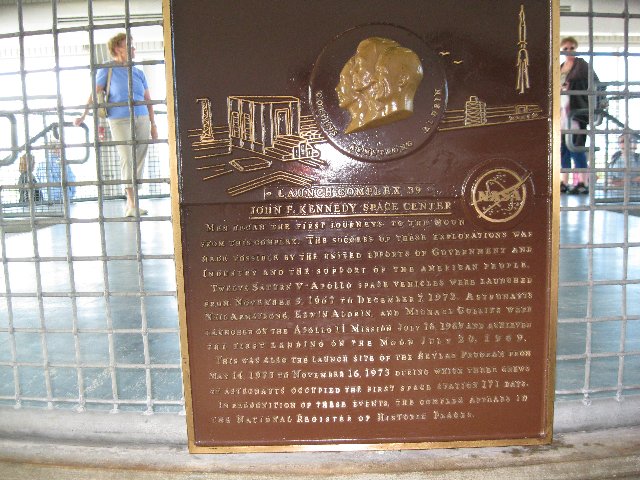 COLLINS ARMSTRONG ALDRIN
LAUNCH COMPLEX 39
JOHN F. KENNEDY SPACE CENTER
NASA
MEN BEGAN THE FIRST JOURNEYS TO THE MOON
FROM THIS COMPLEX. THE SUCCESS OF THESE EXPLORATIONS WAS
MADE POSSIBLE BY THE UNITED EFFORTS OF GOVERNMENT AND
INDUSTRY AND THE SUPPORT OF THE AMERICAN PEOPLE.
TWELVE SATURN V-APOLLO SPACE VEHICLES WERE LAUNCHED
FROM NOVEMBER 1967 TO DECEMBER 7, 1972. ASTRONAUTS
NEIL ARMSTRONG, EDWIN ALDRIN, AND MICHAEL COLLINS WERE
LAUNCHED ON THE APOLLO 11 MISSION JULY 16, 1969 AND ACHIEVED
THE FIRST LANDING ON THE MOON JULY 20, 1969.
THIS WAS ALSO THE LAUNCH SITE OF THE SKYLAB PROGRAM FROM
MAY 14, 1973 TO NOVEMBER 16, 1973 DURING WHICH THREE CREWS
OF ASTRONAUTS OCCUPIED THE FIRST SPACE STATION 171 DAYS.
IN RECOGNITION OF THESE EVENTS, THE COMPLEX APPEARS IN
THE NATIONAL REGISTER OF HISTORIC PLACES.